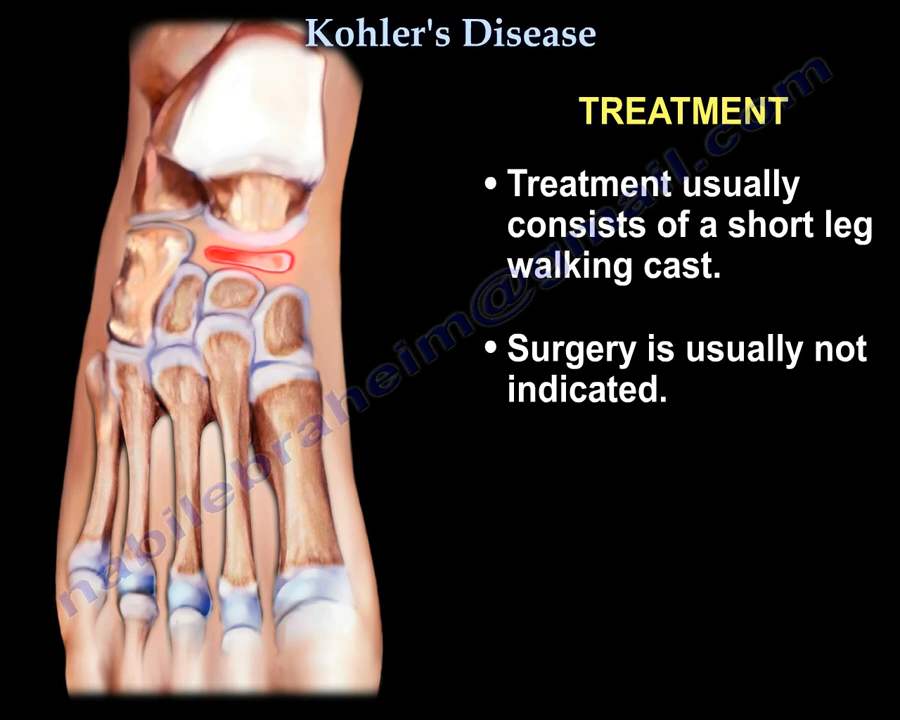 Kohler's Disease
TREATMENT
• Treatment usually
consists of a short leg
walking cast.
• Surgery is usually not
indicated.
nabilebraheim@gmail.com